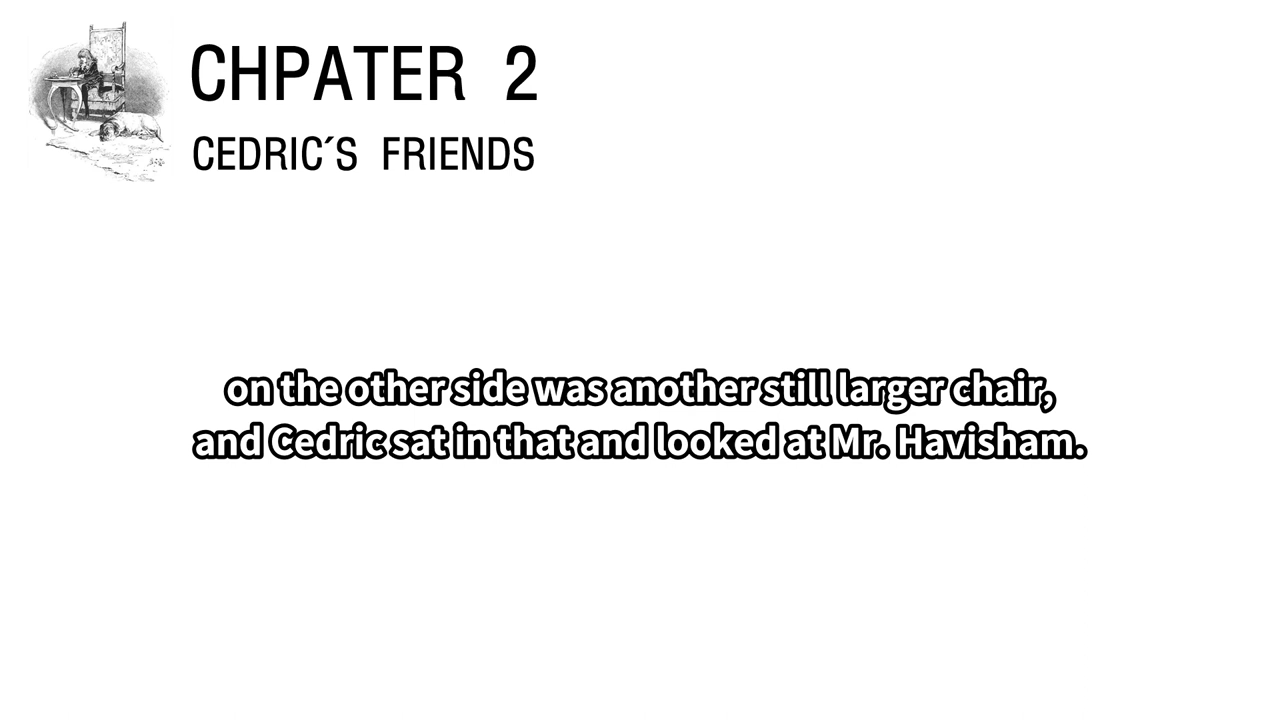 CHPATER 2
CEDRIC´S FRIENDS
on the other side was another still larger chair,
and Cedric sat in that and looked at Mr. Havisham.